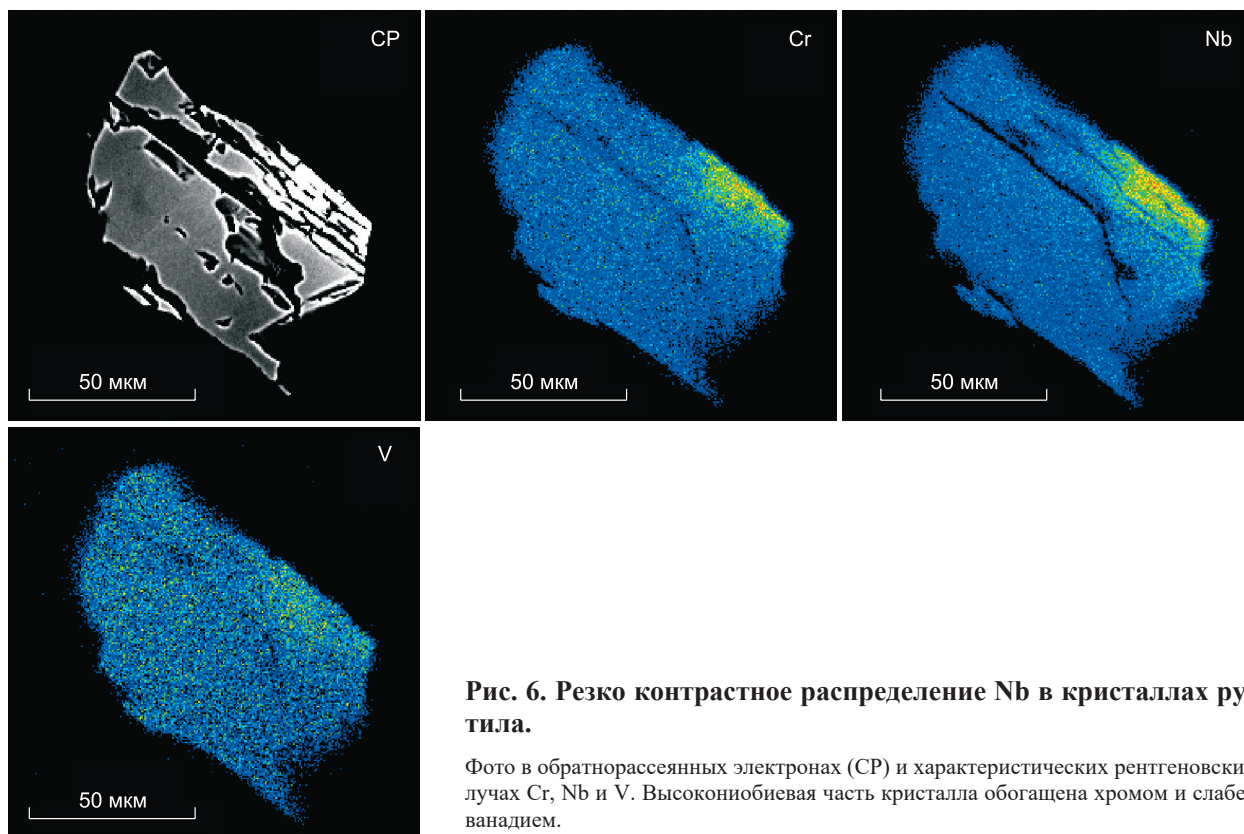 CP
Cr
Nb
50 мкм
50 мкм
50 мкм
V
50 мкм
Рис. 6. Резко контрастное распределение Nb в кристаллах ру
тила.
Фото в обратнорассеянных электронах (СР) и характеристических рентгеновски
лучах Cr, Nb и V. Высокониобиевая часть кристалла обогащена хромом и слабе
ванадием.